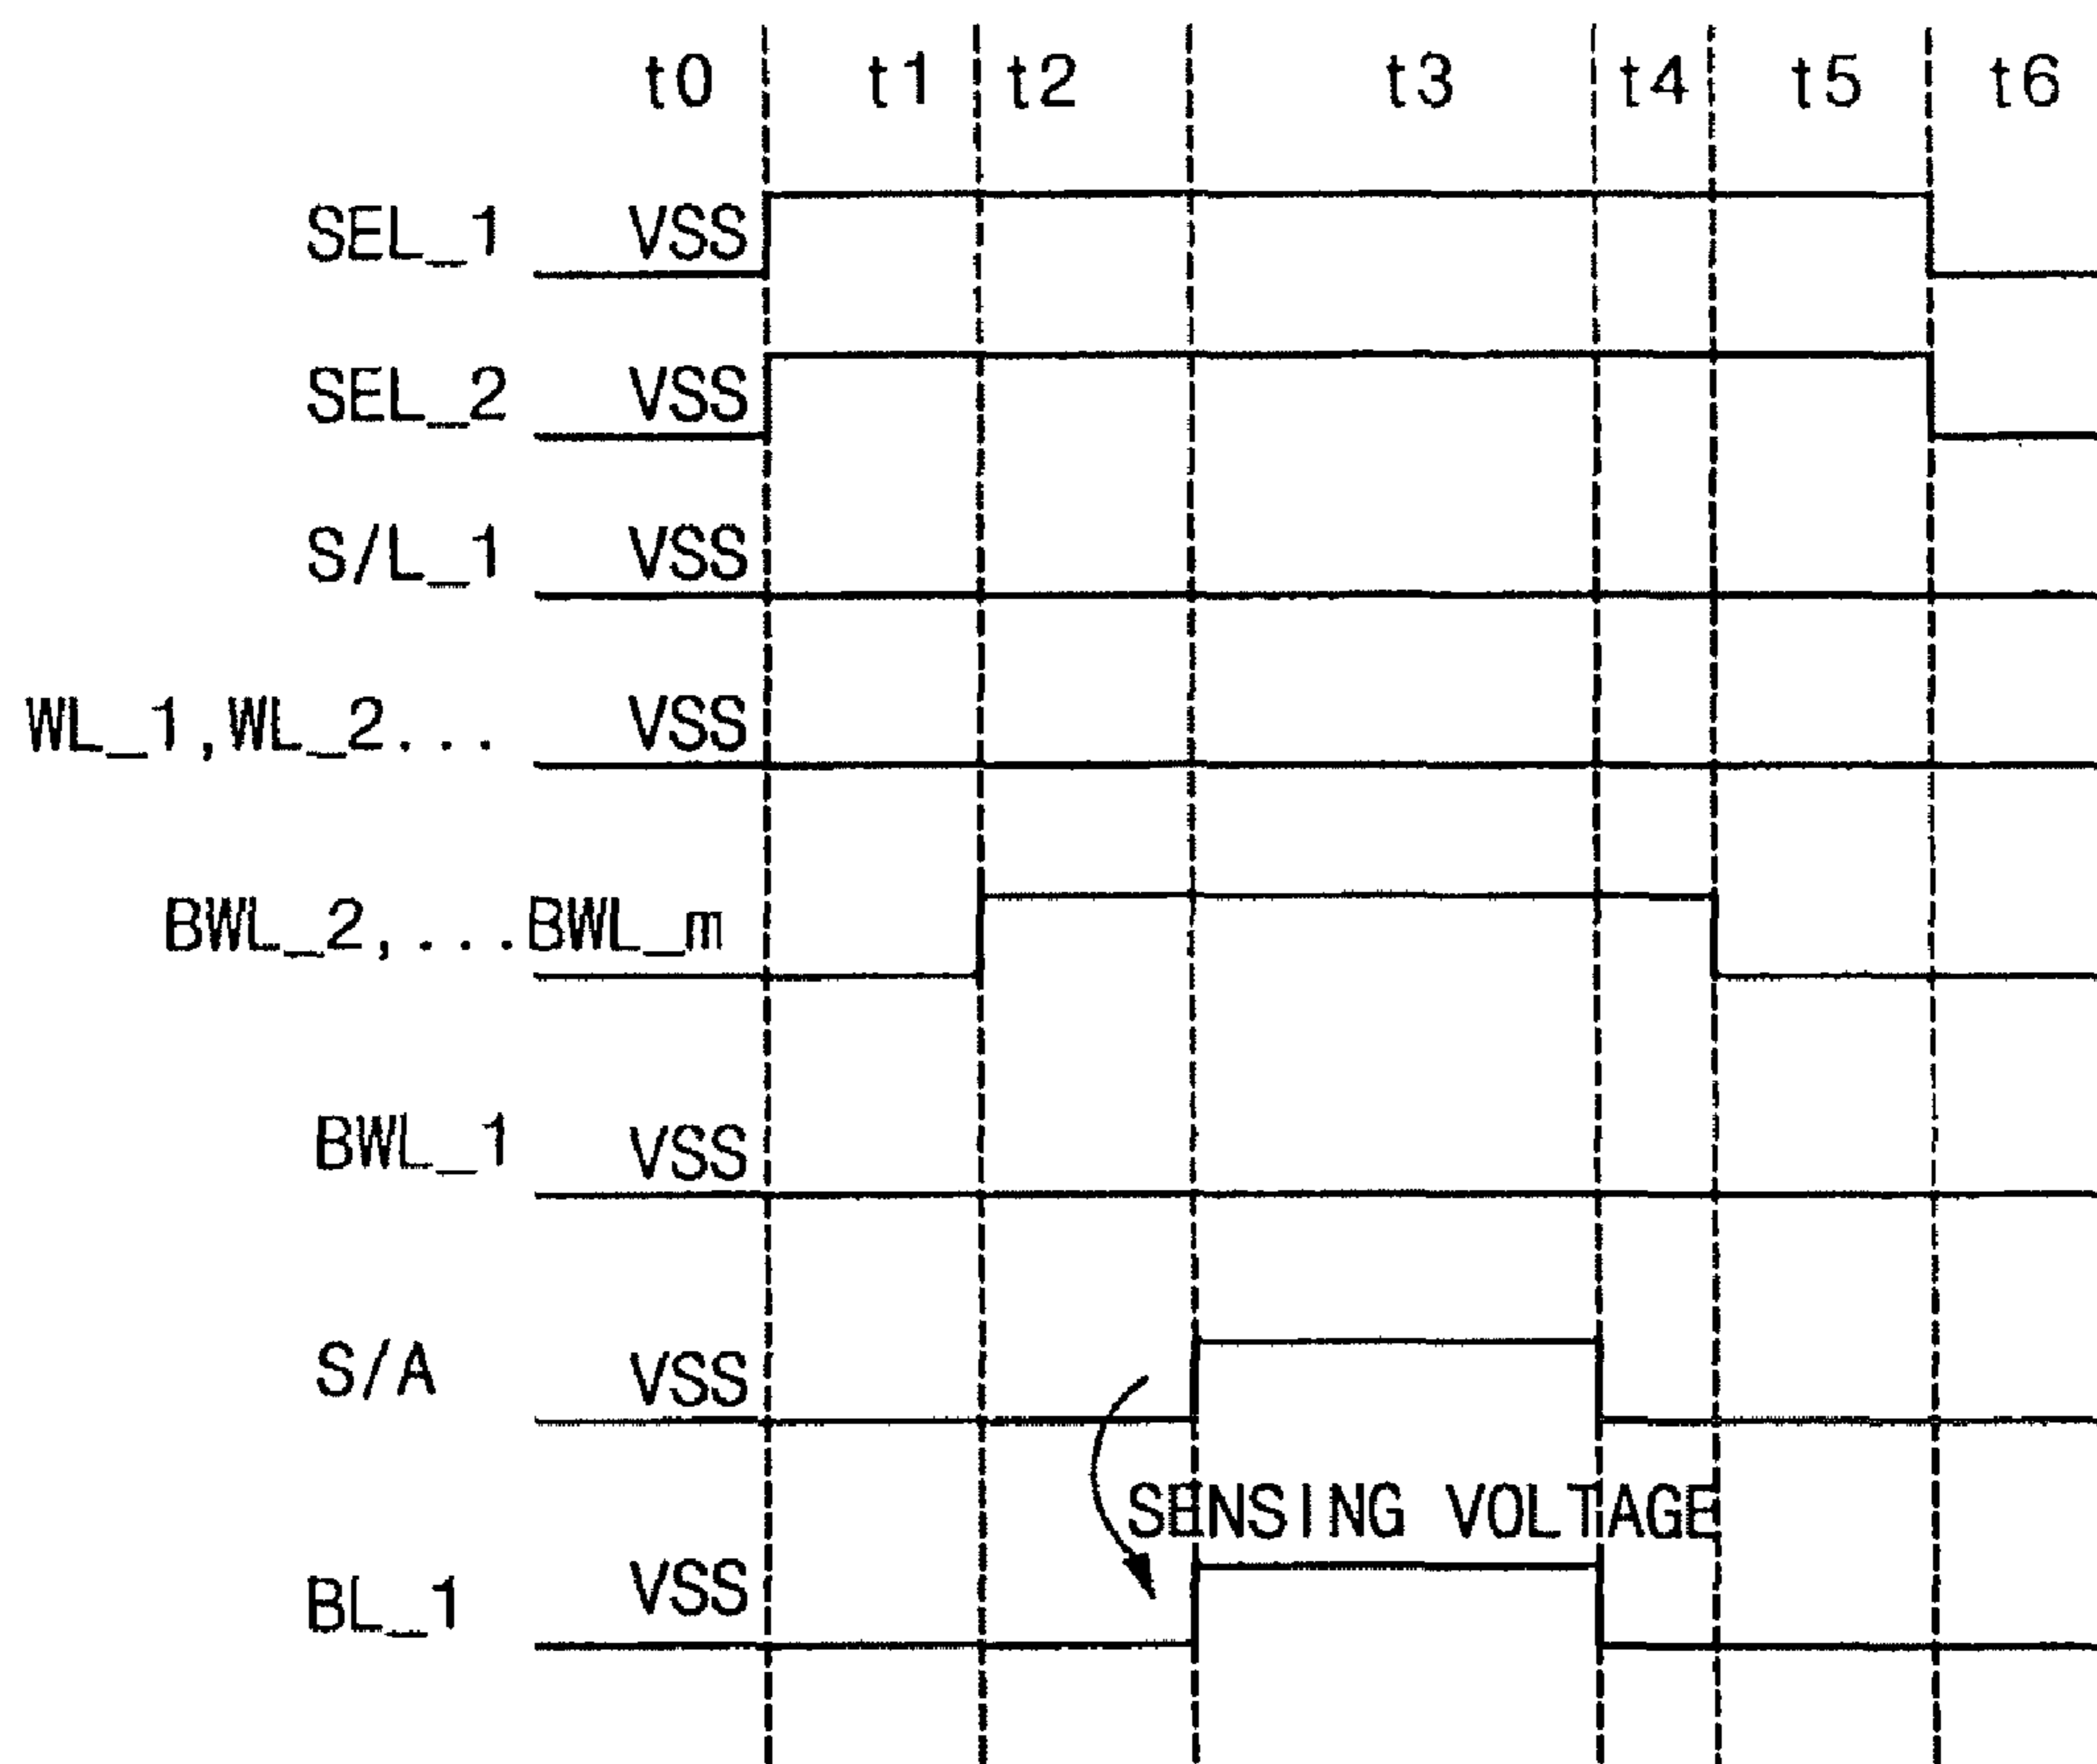 t0 t1 t2 t3 t4 t5 t6
SEL_1 VSS
SEL_2 VSS
S/L_1 VSS
WL_1,WL_2... VSS
BWL_2,...BWL_m
BWL_1 VSS
S/A VSS
SENSING VOLTAGE
BL_1 VSS